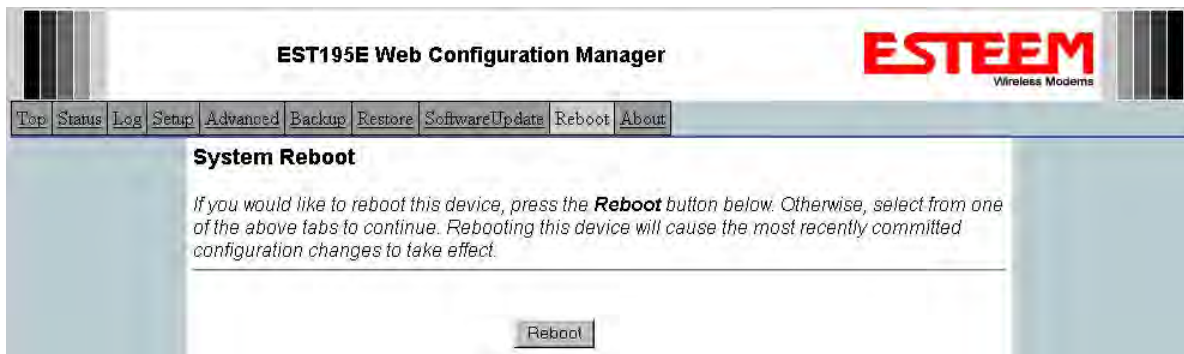 EST195E Web Configuration Manager
ESTEEM
Wireless Modems
Top Status Log Setup Advanced Backup Restore SoftwareUpdate Reboot About
System Reboot
If you would like to reboot this device, press the Reboot button below. Otherwise, select from one
of the above tabs to continue. Rebooting this device will cause the most recently committed
configuration changes to take effect.
Reboot